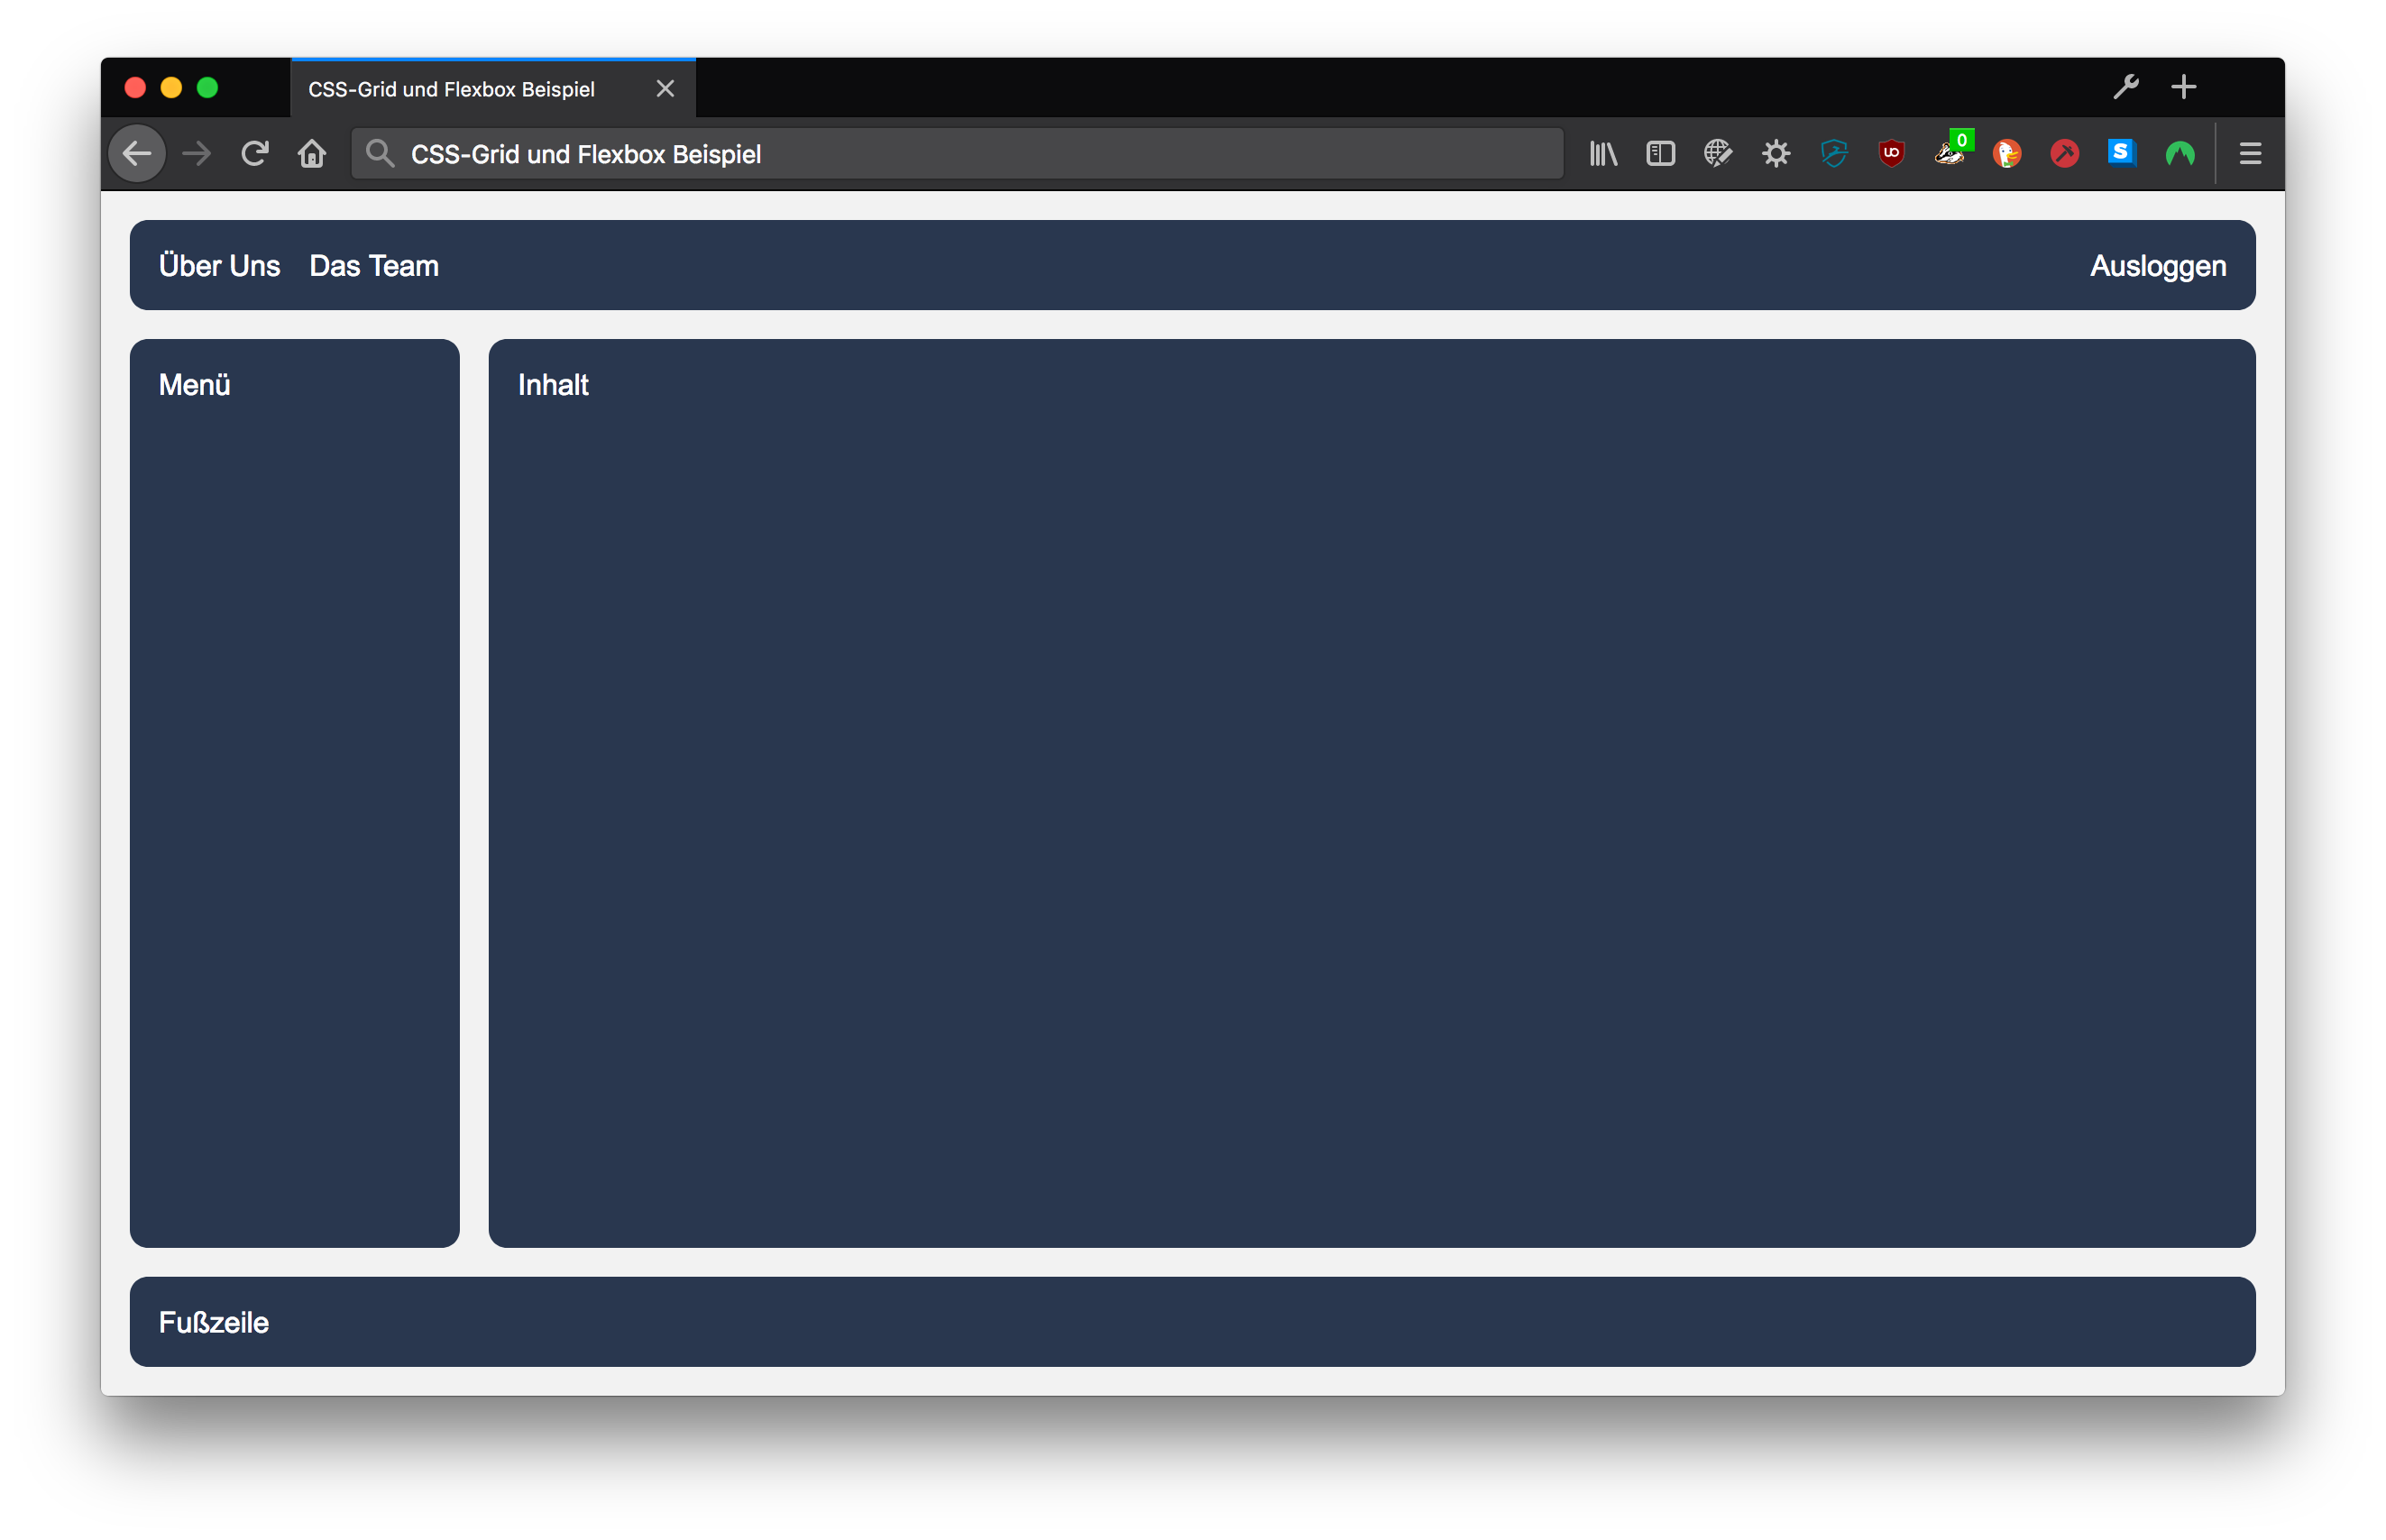 CSS-Grid und Flexbox Beispiel
CSS-Grid und Flexbox Beispiel
UO
0
S
Über Uns Das Team Ausloggen
Menü
Inhalt
Fußzeile